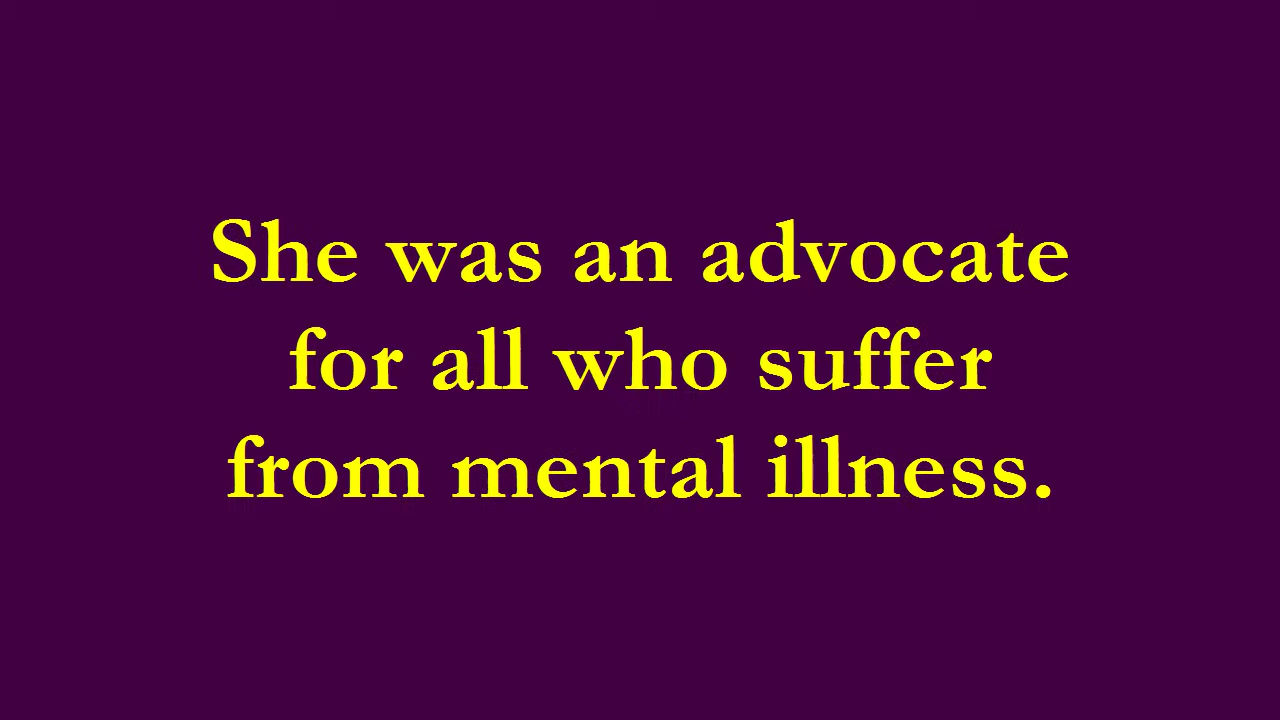 She was an advocate
for all who suffer
from mental illness.